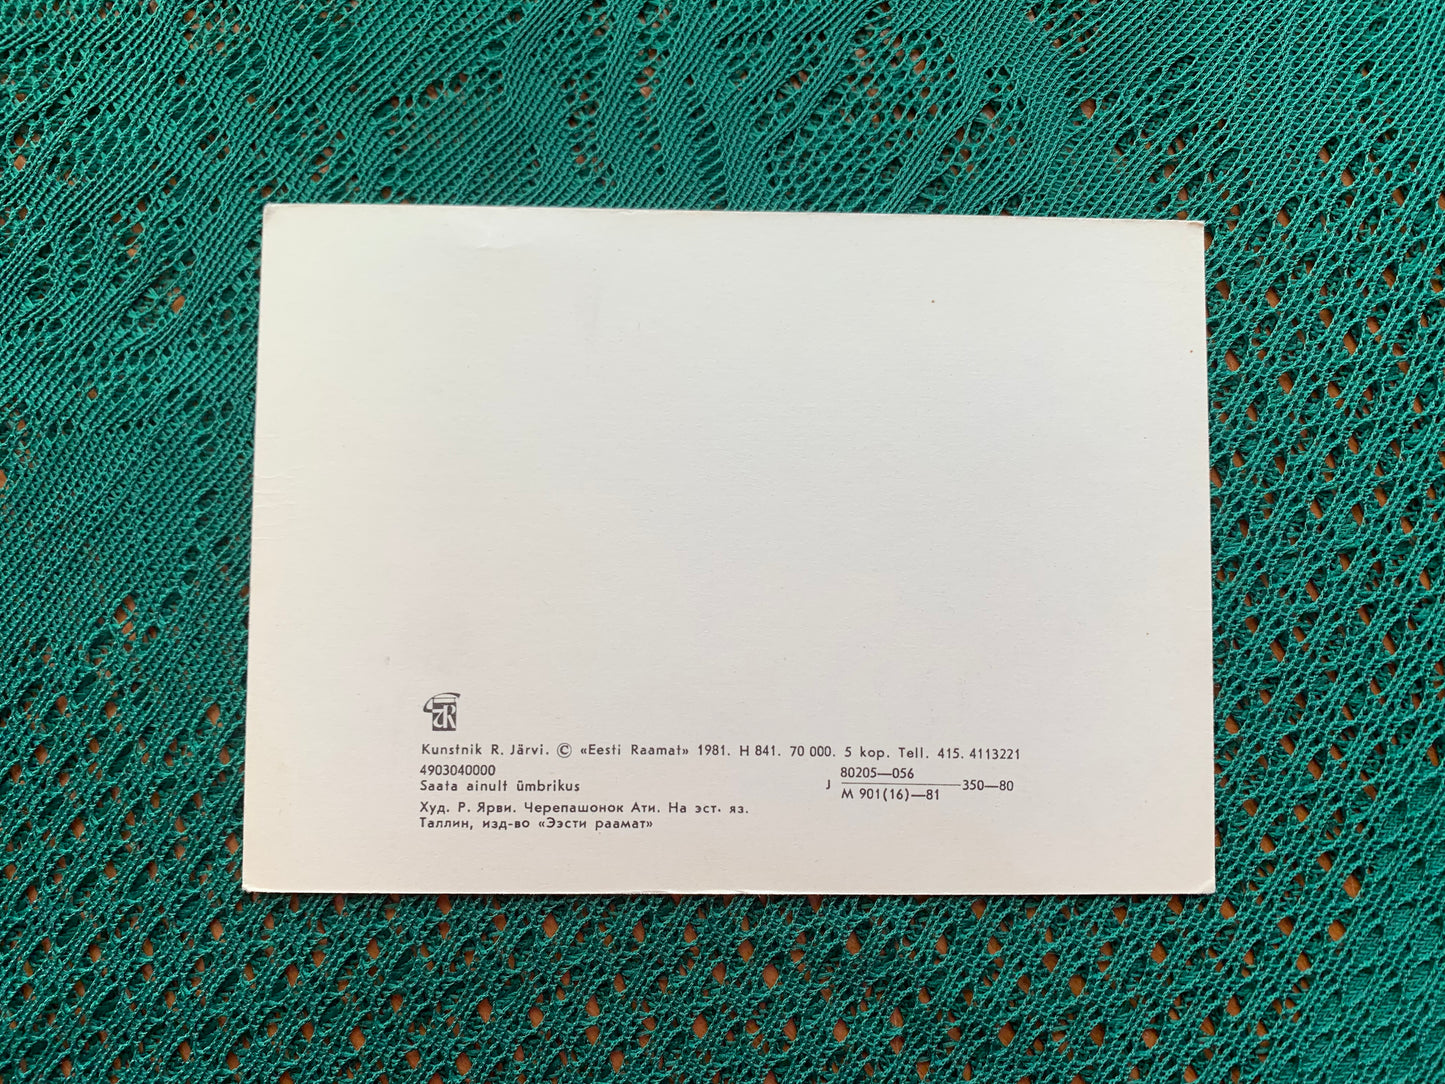 Kunstnik R. Järvi. © «Eesti Raamat» 1981. H 841. 70 000. 5 kop. Tell. 415. 4113221
4903040000
Saata ainult ümbrikus
J 80205—056 350—80
M 901(16)—81
Худ. Р. Ярви. Черепашонок Ати. На эст. яз.
Таллин, изд-во «Ээсти раамат»